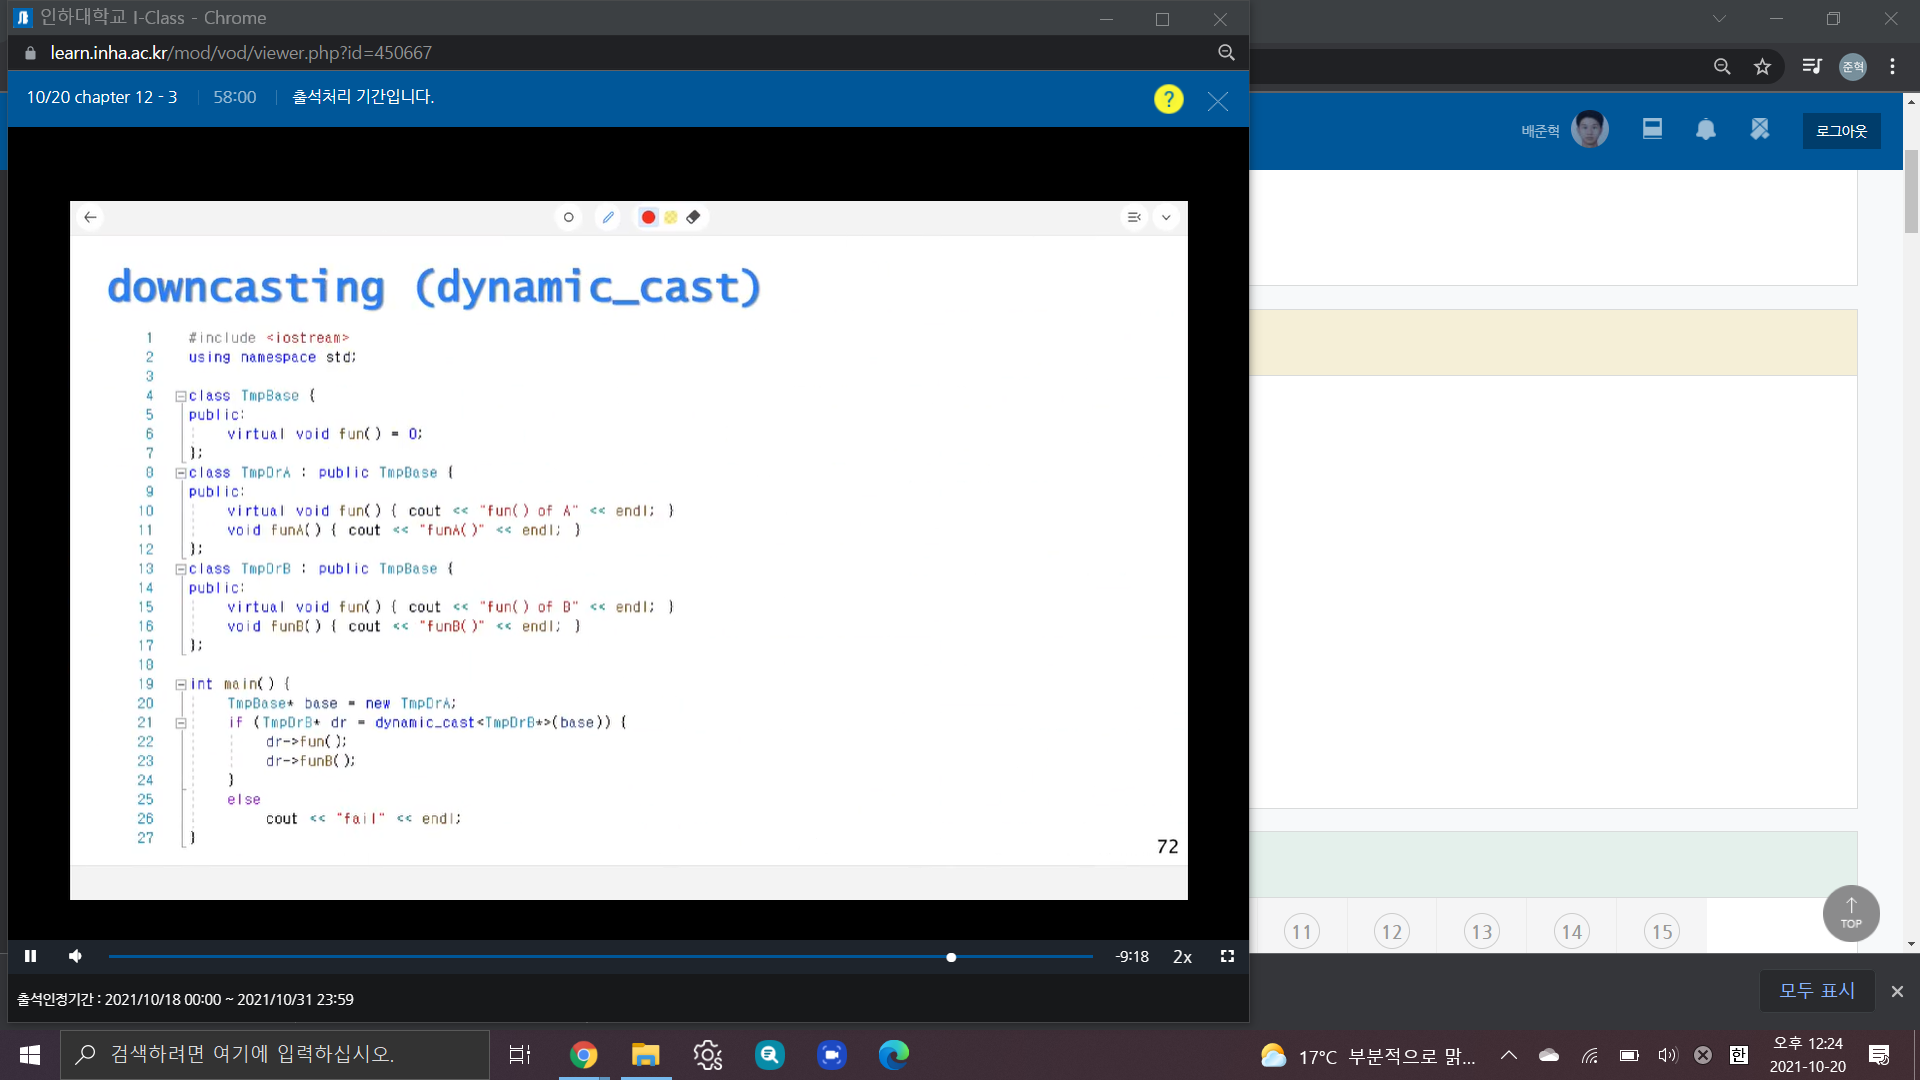 인하대학교 I-Class - Chrome
learn.inha.ac.kr/mod/vod/viewer.php?id=450667
준혁
10/20 chapter 12 - 3
58:00
출석처리 기간입니다.
?
배준혁
로그아웃
downcasting (dynamic_cast)
1 #include <iostream>
2 using namespace std;
3
4 class TmpBase {
5 public:
6 virtual void fun() = 0;
7 };
8 class TmpDrA : public TmpBase {
9 public:
10 virtual void fun() { cout << "fun() of A" << endl; }
11 void funA() { cout << "funA()" << endl; }
12 };
13 class TmpDrB : public TmpBase {
14 public:
15 virtual void fun() { cout << "fun() of B" << endl; }
16 void funB() { cout << "funB()" << endl; }
17 };
18
19 int main() {
20 TmpBase* base = new TmpDrA;
21 if (TmpDrB* dr = dynamic_cast<TmpDrB*>(base)) {
22 dr->fun();
23 dr->funB();
24 }
25 else
26 cout << "fail" << endl;
27 }
72
11 12 13 14 15
TOP
-9:18
2x
출석인정기간 : 2021/10/18 00:00 ~ 2021/10/31 23:59
모두 표시
검색하려면 여기에 입력하십시오.
17°C 부분적으로 맑...
한
오후 12:24
2021-10-20